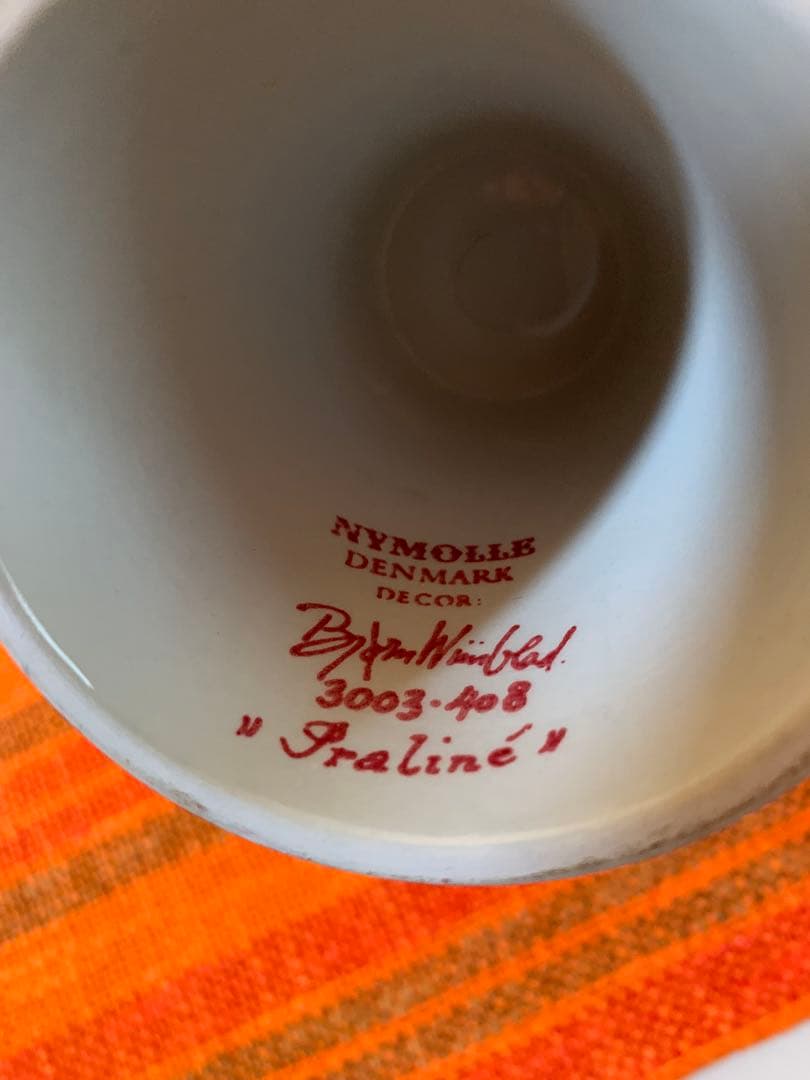 NYMOLLE
DENMARK
DECOR:
Bjørn Wiinblad.
3003-408
"Praliné"